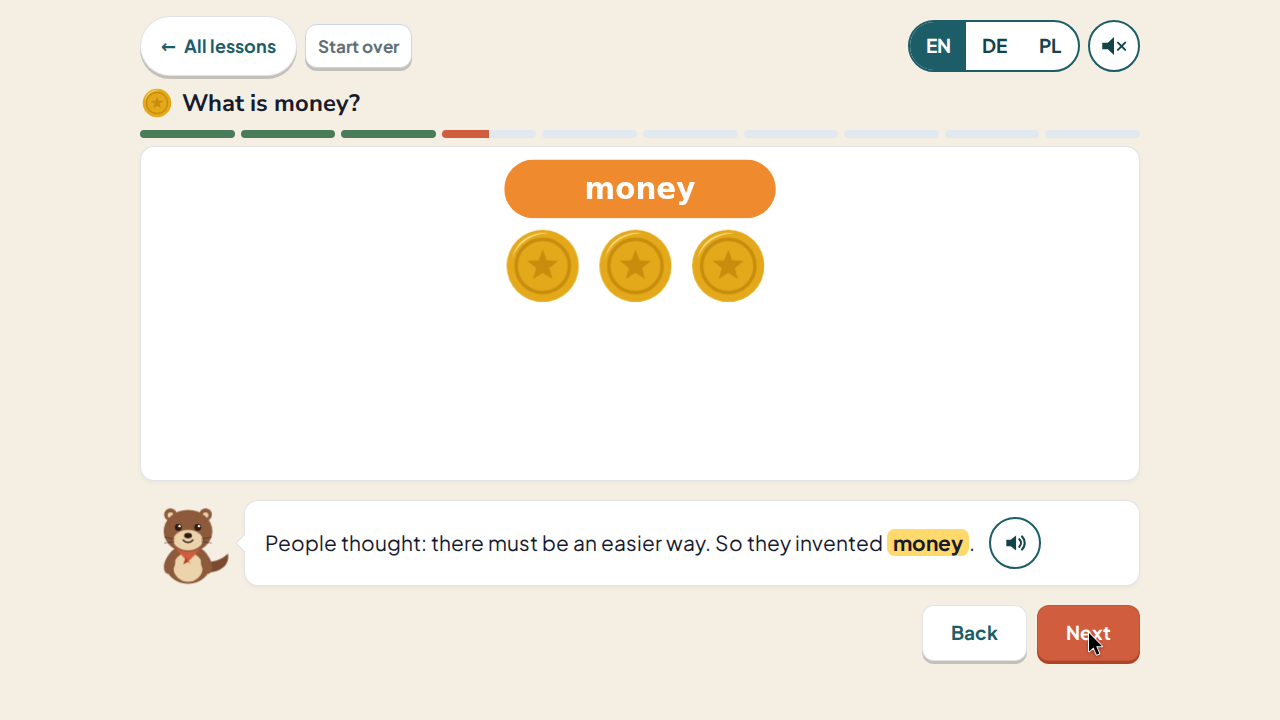 ← All lessons
Start over
EN
DE
PL
What is money?
money
People thought: there must be an easier way. So they invented money.
Back
Next